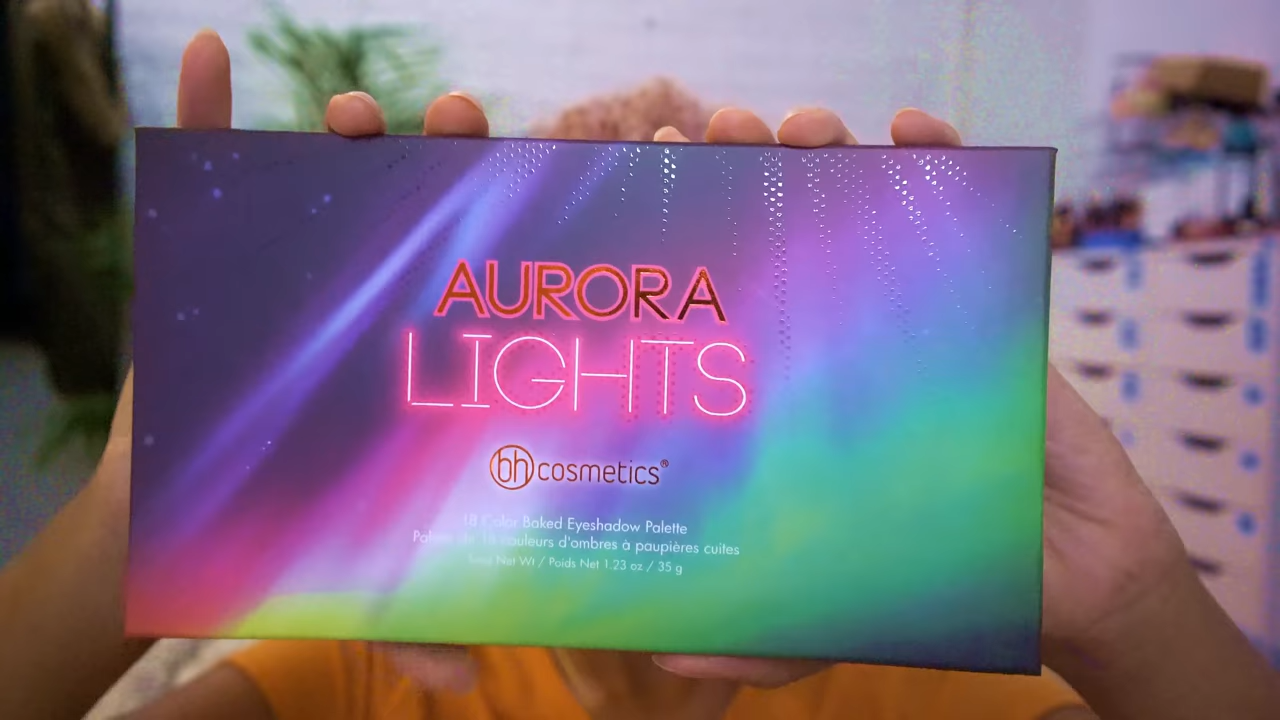 AURORA
LIGHTS
bh cosmetics®
18 Color Baked Eyeshadow Palette
Palette de 18 couleurs d'ombres à paupières cuites
Total Net Wt / Poids Net 1.23 oz / 35 g